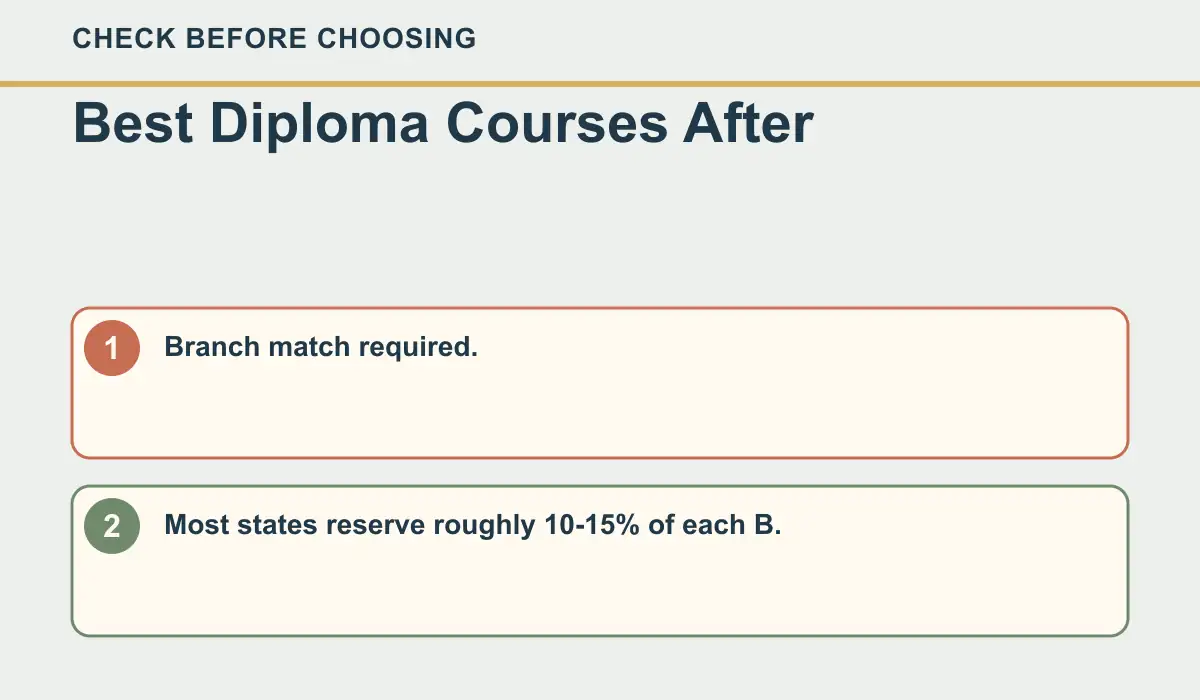 CHECK BEFORE CHOOSING
Best Diploma Courses After
1 Branch match required.
2 Most states reserve roughly 10-15% of each B.